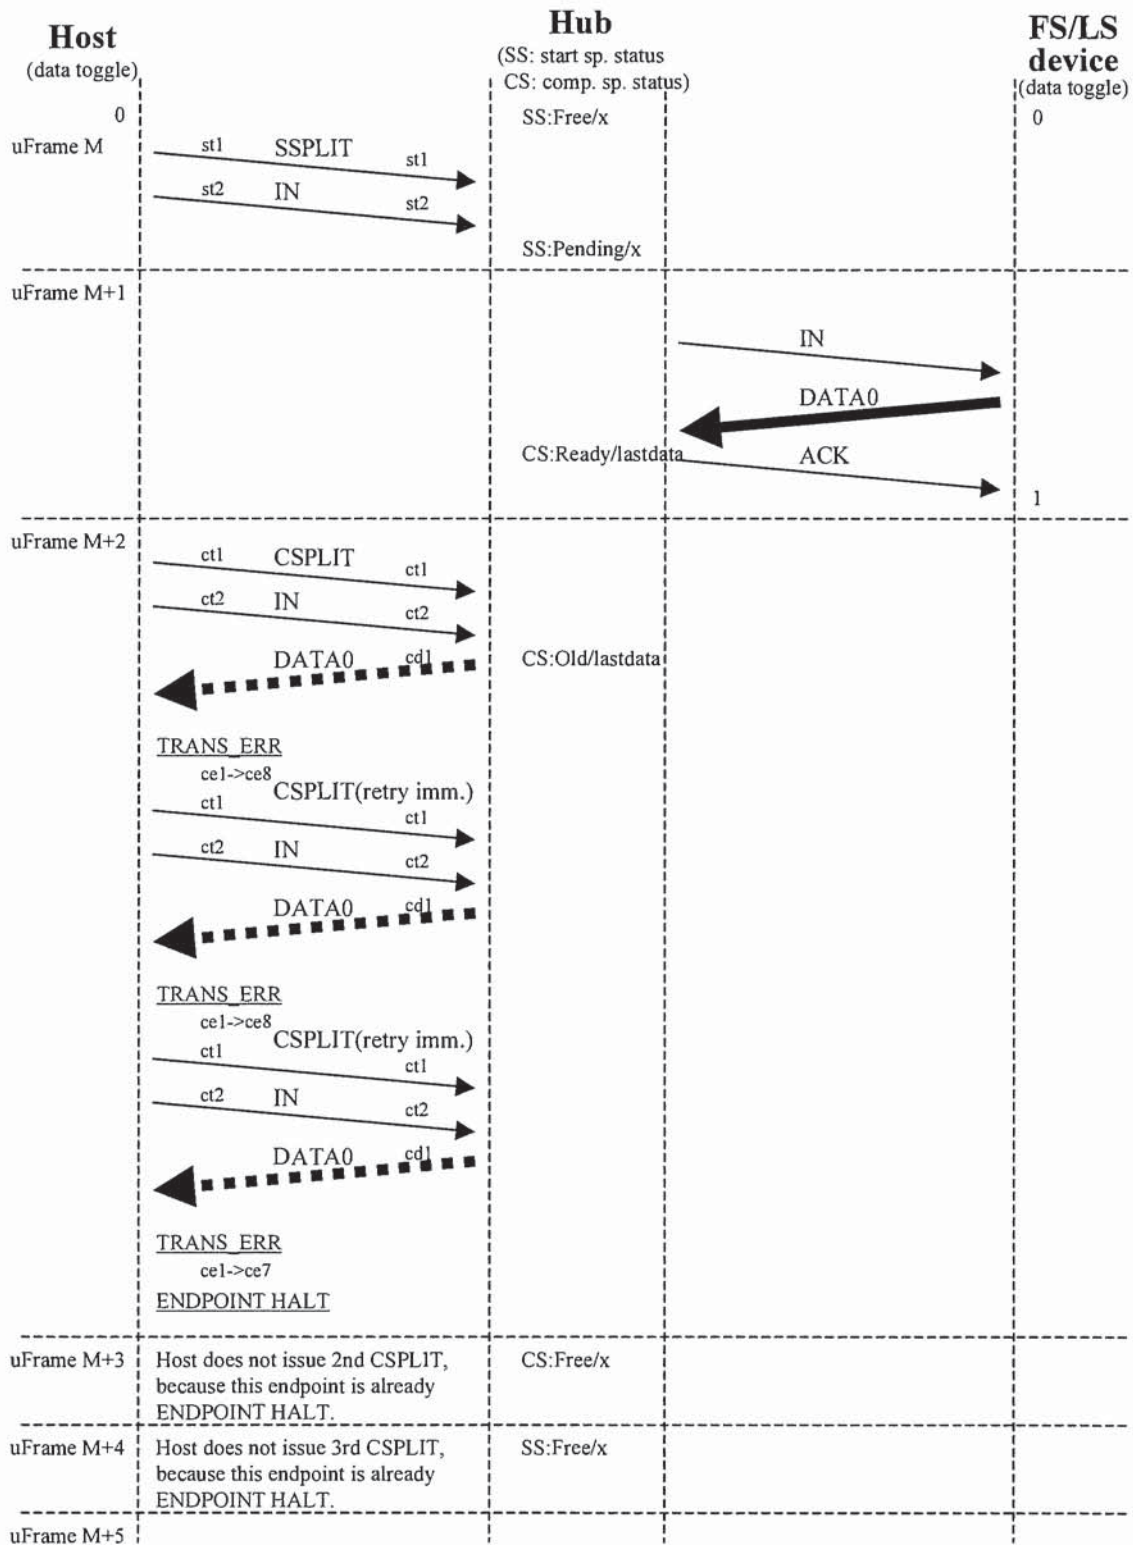 Host
(data toggle)
Hub
(SS: start sp. status
CS: comp. sp. status)
FS/LS
device
(data toggle)
0
SS:Free/x
0
uFrame M
st1 SSPLIT st1
st2 IN st2
SS:Pending/x
uFrame M+1
IN
DATA0
CS:Ready/lastdata
ACK
1
uFrame M+2
ct1 CSPLIT ct1
ct2 IN ct2
DATA0 cd1
CS:Old/lastdata
TRANS_ERR
ce1->ce8
CSPLIT(retry imm.)
ct1 ct1
ct2 IN ct2
DATA0 cd1
TRANS_ERR
ce1->ce8
CSPLIT(retry imm.)
ct1 ct1
ct2 IN ct2
DATA0 cd1
TRANS_ERR
ce1->ce7
ENDPOINT HALT
uFrame M+3
Host does not issue 2nd CSPLIT,
because this endpoint is already
ENDPOINT HALT.
CS:Free/x
uFrame M+4
Host does not issue 3rd CSPLIT,
because this endpoint is already
ENDPOINT HALT.
SS:Free/x
uFrame M+5